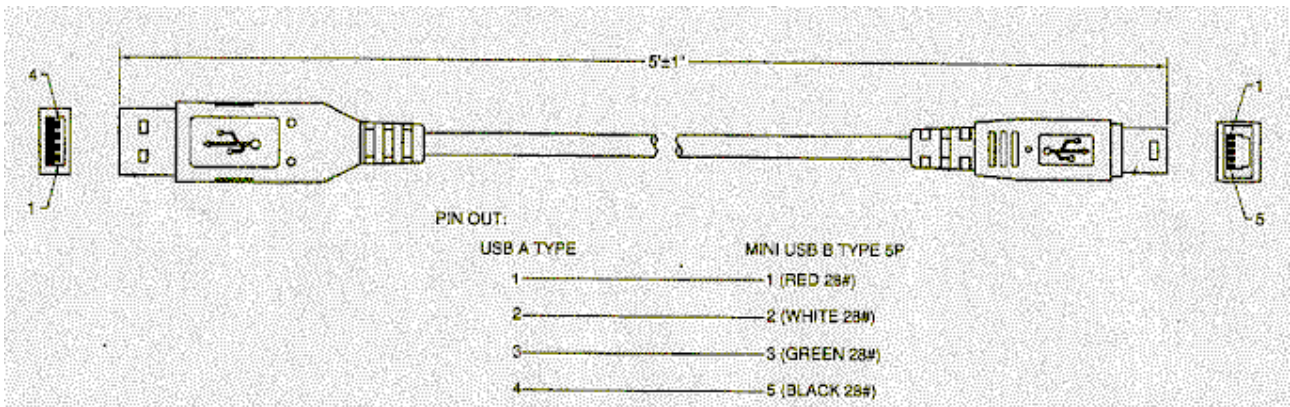 5'±1"
4
1
1
5
PIN OUT:
USB A TYPE MINI USB B TYPE 5P
1 1 (RED 28#)
2 2 (WHITE 28#)
3 3 (GREEN 28#)
4 5 (BLACK 28#)